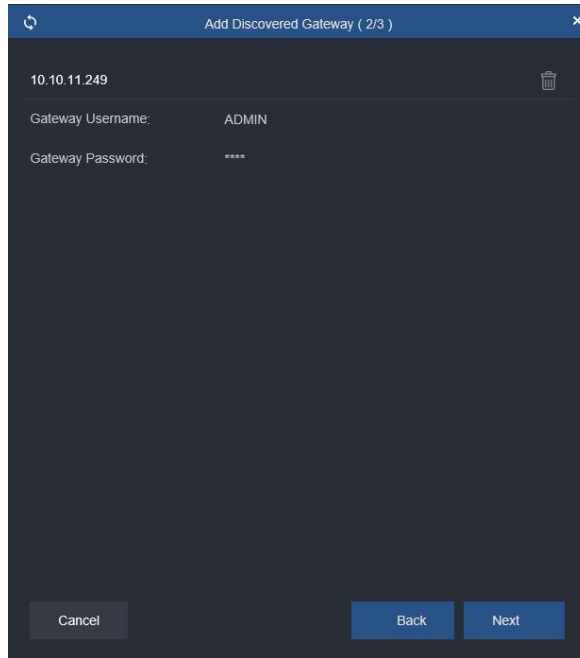 Add Discovered Gateway ( 2/3 )
10.10.11.249
Gateway Username: ADMIN
Gateway Password: ****
Cancel Back Next